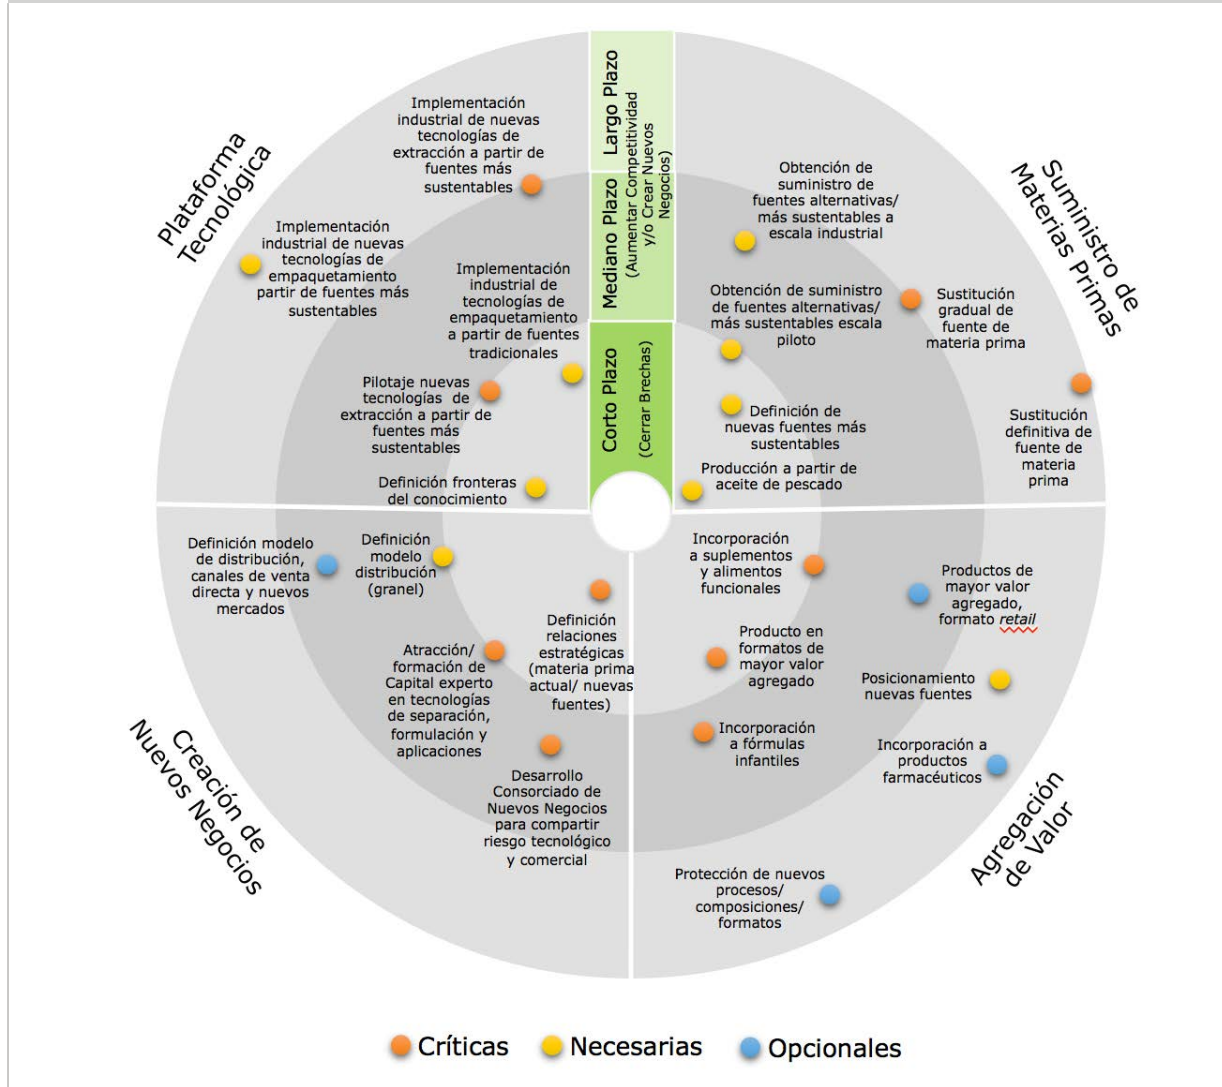 Plataforma
Tecnológica
Implementación
industrial de nuevas
tecnologías de
extracción a partir de
fuentes más
sustentables
Implementación
industrial de nuevas
tecnologías de
empaquetamiento
partir de fuentes más
sustentables
Implementación
industrial de
tecnologías de
empaquetamiento
a partir de fuentes
tradicionales
Pilotaje nuevas
tecnologías de
extracción a partir de
fuentes más
sustentables
Definición fronteras
del conocimiento
Largo Plazo
Mediano Plazo
(Aumentar Competitividad
y/o Crear Nuevos
Negocios)
Corto Plazo
(Cerrar Brechas)
Suministro de
Materias Primas
Obtención de
suministro de
fuentes alternativas/
más sustentables a
escala industrial
Obtención de suministro
de fuentes alternativas/
más sustentables escala
piloto
Sustitución
gradual de
fuente de
materia prima
Sustitución
definitiva de
fuente de
materia
prima
Definición de
nuevas fuentes más
sustentables
Producción a partir de
aceite de pescado
Definición modelo
de distribución,
canales de venta
directa y nuevos
mercados
Definición
modelo
distribución
(granel)
Definición
relaciones
estratégicas
(materia prima
actual/ nuevas
fuentes)
Atracción/
formación de
Capital experto
en tecnologías
de separación,
formulación y
aplicaciones
Desarrollo
Consorciado de
Nuevos Negocios
para compartir
riesgo tecnológico
y comercial
Creación de
Nuevos Negocios
Incorporación
a suplementos
y alimentos
funcionales
Productos de
mayor valor
agregado,
formato retail
Producto en
formatos de
mayor valor
agregado
Posicionamiento
nuevas fuentes
Incorporación
a fórmulas
infantiles
Incorporación a
productos
farmacéuticos
Protección de nuevos
procesos/
composiciones/
formatos
Agregación
de Valor
Críticas
Necesarias
Opcionales